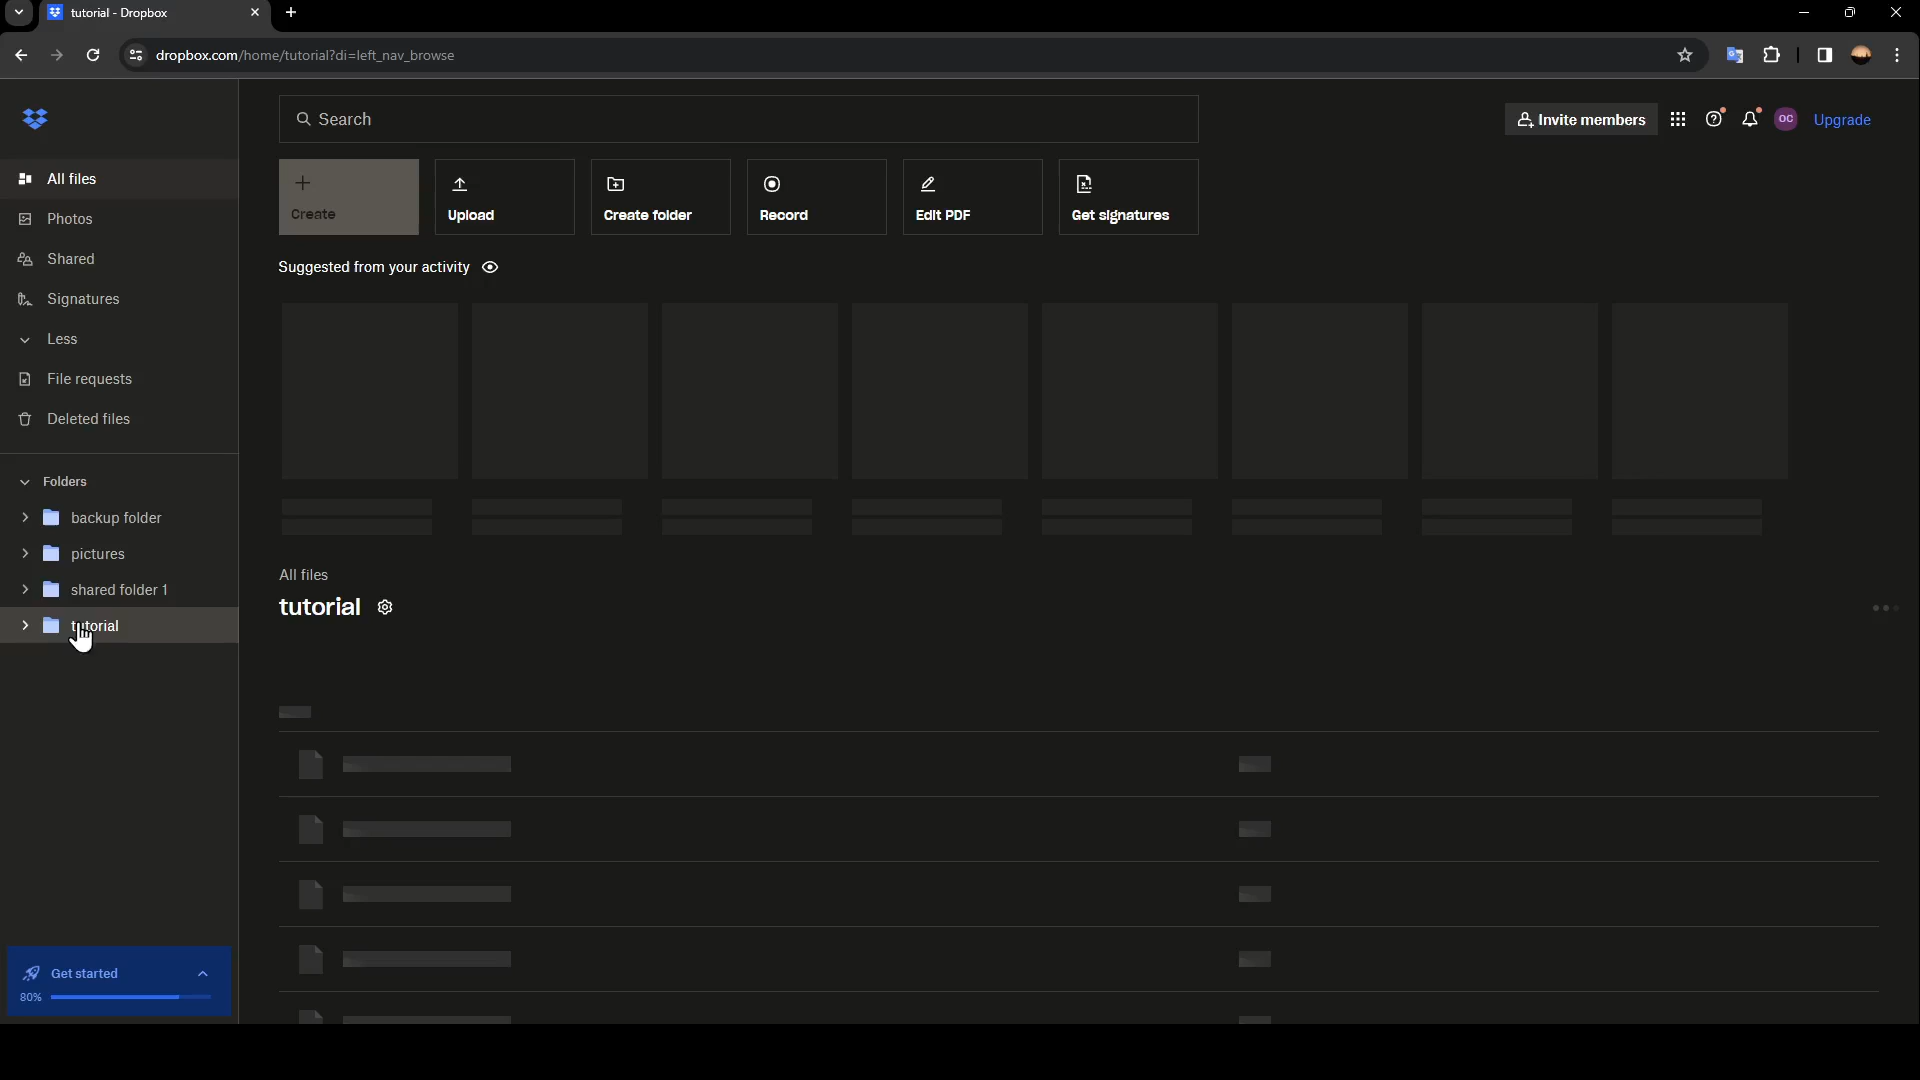 tutorial - Dropbox
dropbox.com/home/tutorial?di=left_nav_browse
Search
Invite members
OC
Upgrade
All files
Photos
Shared
Signatures
Less
File requests
Deleted files
Folders
backup folder
pictures
shared folder 1
tutorial
Get started
80%
Create
Upload
Create folder
Record
Edit PDF
Get signatures
Suggested from your activity
All files
tutorial